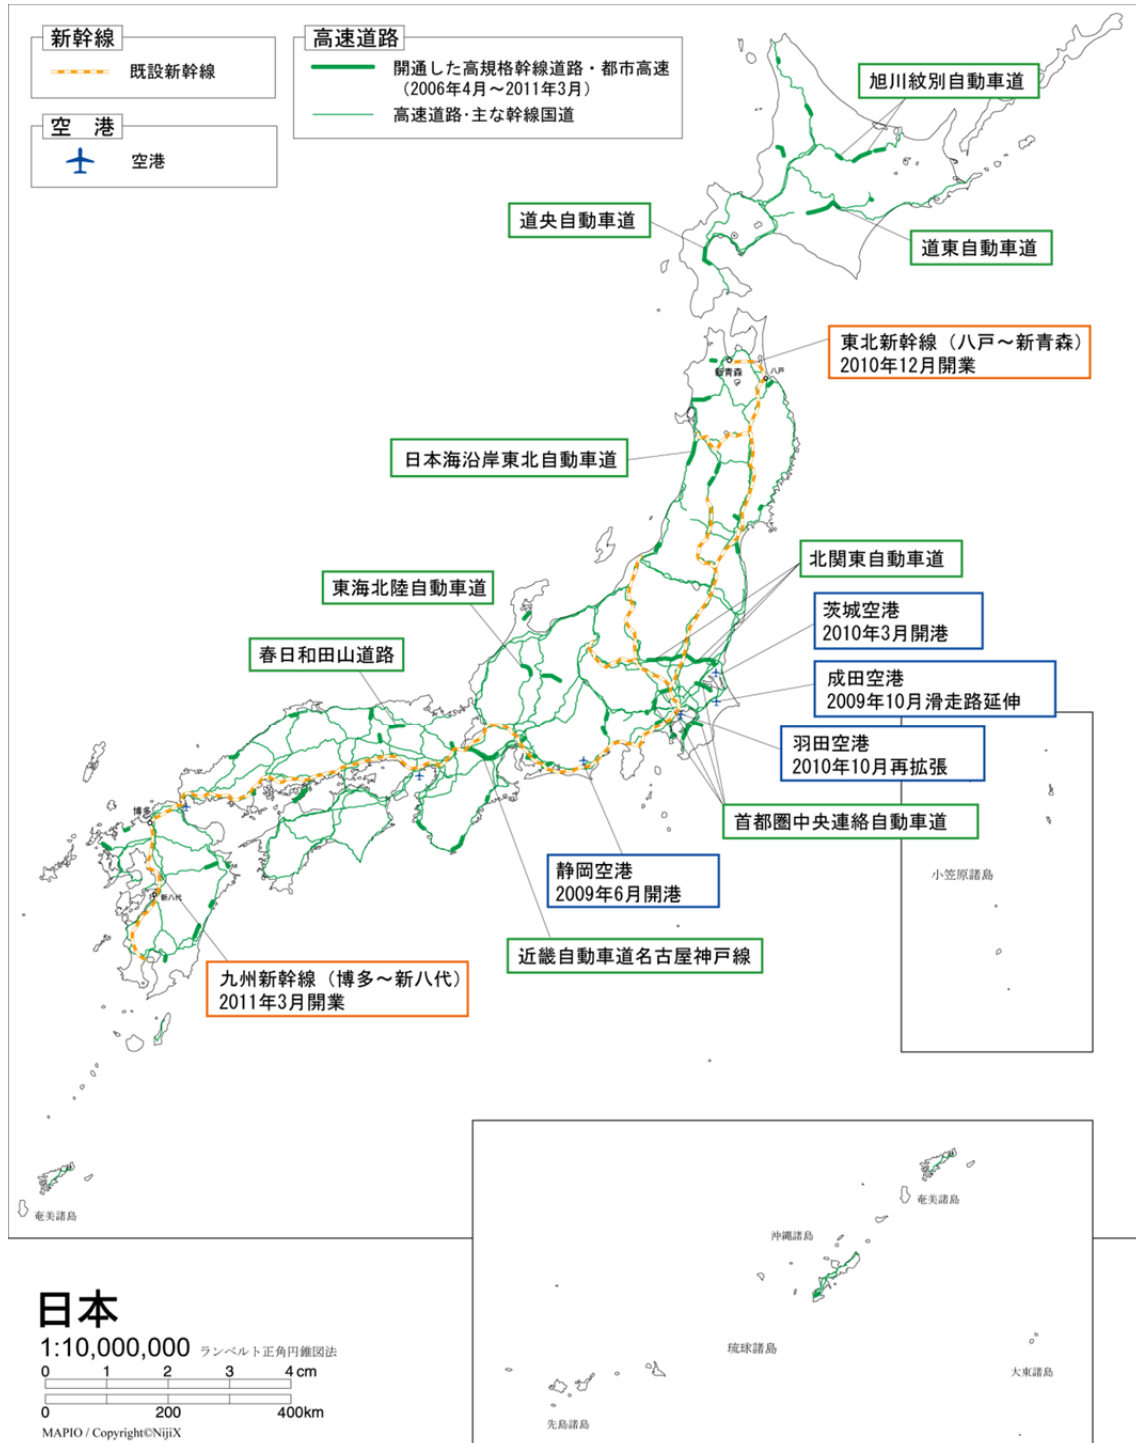 新幹線
既設新幹線
空 港
空港
高速道路
開通した高規格幹線道路・都市高速
(2006年4月〜2011年3月)
高速道路・主な幹線国道
旭川紋別自動車道
道央自動車道
道東自動車道
東北新幹線（八戸〜新青森）
2010年12月開業
新青森
八戸
日本海沿岸東北自動車道
北関東自動車道
東海北陸自動車道
茨城空港
2010年3月開港
春日和田山道路
成田空港
2009年10月滑走路延伸
羽田空港
2010年10月再拡張
首都圏中央連絡自動車道
博多
静岡空港
2009年6月開港
小笠原諸島
新八代
近畿自動車道名古屋神戸線
九州新幹線（博多〜新八代）
2011年3月開業
奄美諸島
奄美諸島
沖縄諸島
琉球諸島
大東諸島
先島諸島
日本
1:10,000,000 ランベルト正角円錐図法
0 1 2 3 4 cm
0 200 400km
MAPIO / Copyright©NijiX